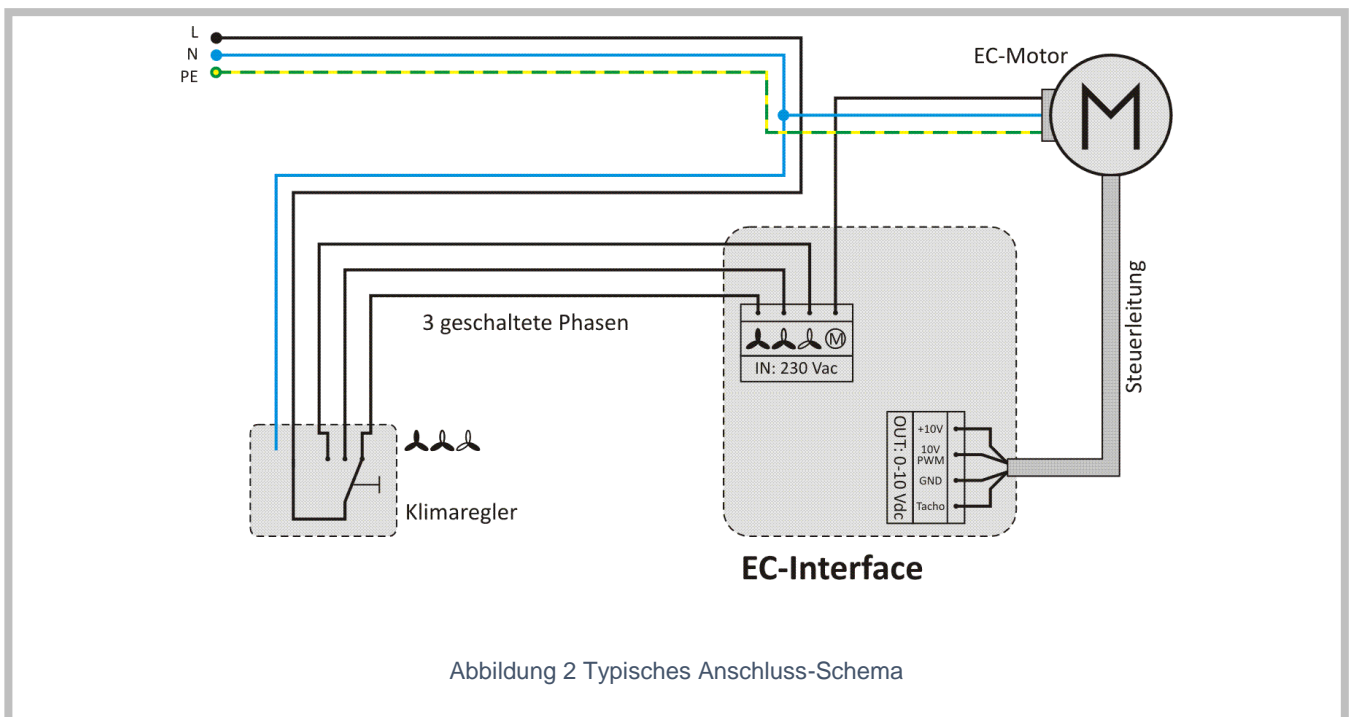 L
N
PE
EC-Motor
M
3 geschaltete Phasen
M
IN: 230 Vac
Steuerleitung
OUT: 0-10 Vdc
+10V
10V
PWM
GND
Tacho
Klimaregler
EC-Interface
Abbildung 2 Typisches Anschluss-Schema